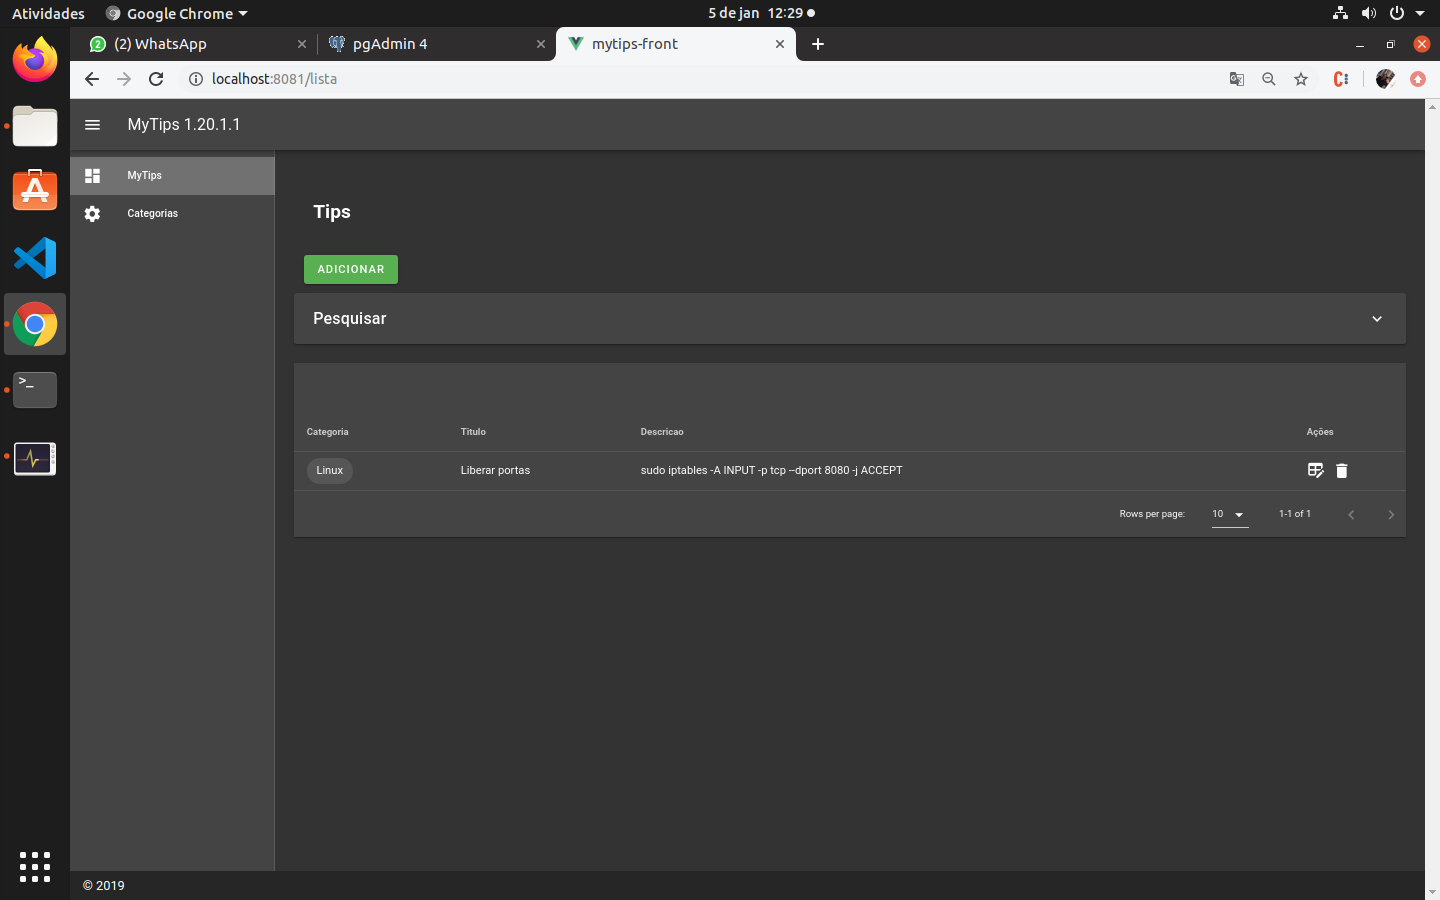 Atividades Google Chrome 5 de jan 12:29
(2) WhatsApp pgAdmin 4 mytips-front
localhost:8081/lista
MyTips 1.20.1.1
MyTips
Categorias
Tips
ADICIONAR
Pesquisar
Categoria Titulo Descricao Ações
Linux Liberar portas sudo iptables -A INPUT -p tcp --dport 8080 -j ACCEPT
Rows per page: 10 1-1 of 1
© 2019